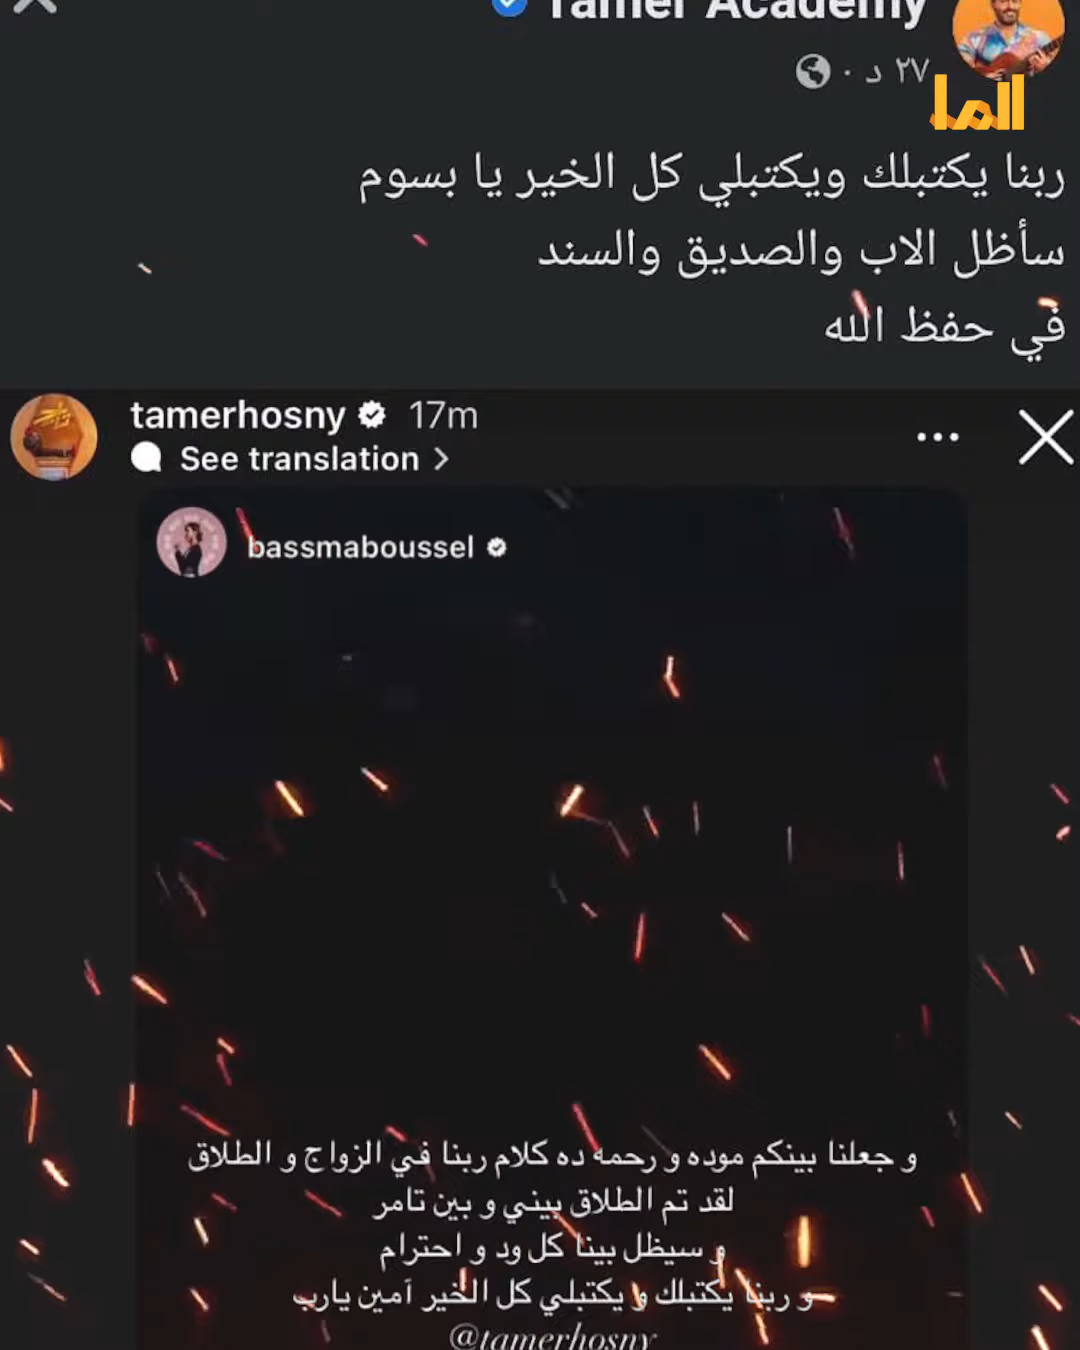 Tamer Academy
٢٧ د ·
الما
ربنا يكتبلك ويكتبلي كل الخير يا بسوم
سأظل الاب والصديق والسند
في حفظ الله
tamerhosny 17m
See translation >
bassmaboussel
و جعلنا بينكم موده و رحمه ده كلام ربنا في الزواج و الطلاق
لقد تم الطلاق بيني و بين تامر
و سيظل بينا كل ود و احترام
و ربنا يكتبلك و يكتبلي كل الخير آمين يارب
@tamerhosny